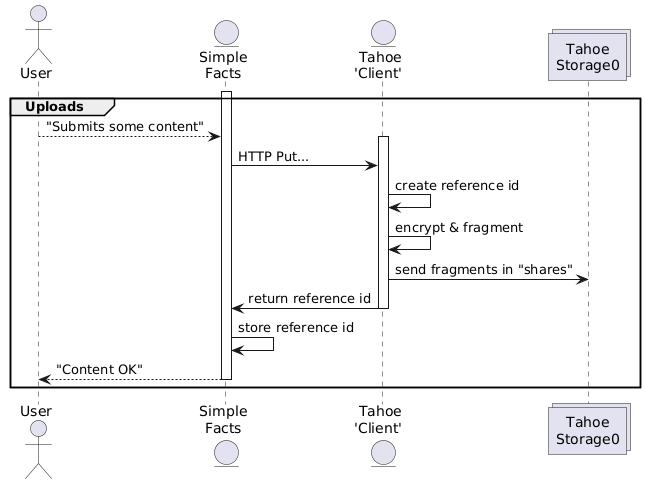 User
Simple
Facts
Tahoe
'Client'
Tahoe
Storage0
Uploads
"Submits some content"
HTTP Put...
create reference id
encrypt & fragment
send fragments in "shares"
return reference id
store reference id
"Content OK"
User
Simple
Facts
Tahoe
'Client'
Tahoe
Storage0